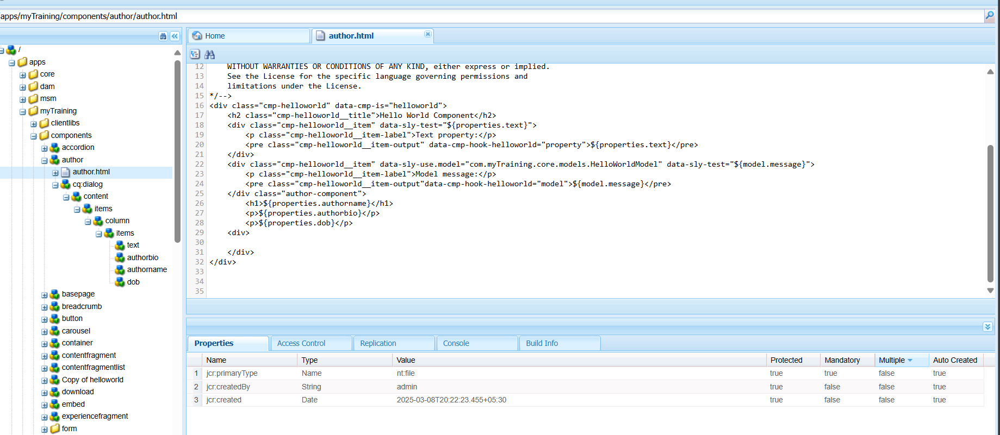 apps/myTraining/components/author/author.html
/
apps
core
dam
msm
myTraining
clientlibs
components
accordion
author
author.html
cq:dialog
content
items
column
items
text
authorbio
authorname
dob
basepage
breadcrumb
button
carousel
container
contentfragment
contentfragmentlist
Copy of helloworld
download
embed
experiencefragment
form
Home
author.html
12 WITHOUT WARRANTIES OR CONDITIONS OF ANY KIND, either express or implied.
13 See the License for the specific language governing permissions and
14 limitations under the License.
15 */-->
16 <div class="cmp-helloworld" data-cmp-is="helloworld">
17 <h2 class="cmp-helloworld__title">Hello World Component</h2>
18 <div class="cmp-helloworld__item" data-sly-test="${properties.text}">
19 <p class="cmp-helloworld__item-label">Text property:</p>
20 <pre class="cmp-helloworld__item-output" data-cmp-hook-helloworld="property">${properties.text}</pre>
21 </div>
22 <div class="cmp-helloworld__item" data-sly-use.model="com.myTraining.core.models.HelloWorldModel" data-sly-test="${model.message}">
23 <p class="cmp-helloworld__item-label">Model message:</p>
24 <pre class="cmp-helloworld__item-output"data-cmp-hook-helloworld="model">${model.message}</pre>
25 </div class="author-component">
26 <h1>${properties.authorname}</h1>
27 <p>${properties.authorbio}</p>
28 <p>${properties.dob}</p>
29 <div>
30
31 </div>
32 </div>
33
34
35
Properties Access Control Replication Console Build Info
Name Type Value Protected Mandatory Multiple Auto Created
1 jcr:primaryType Name nt:file true true false true
2 jcr:createdBy String admin true false false true
3 jcr:created Date 2025-03-08T20:22:23.455+05:30 true false false true